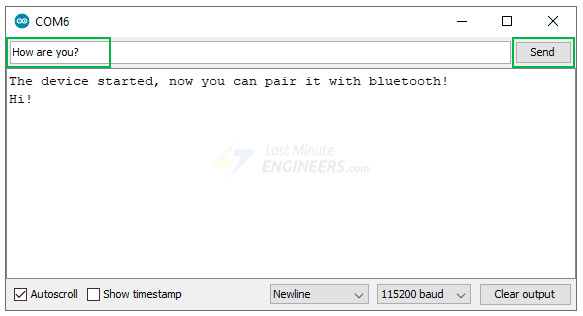 COM6
How are you?
Send
The device started, now you can pair it with bluetooth!
Hi!
Last Minute
ENGINEERS.com
Autoscroll Show timestamp Newline 115200 baud Clear output